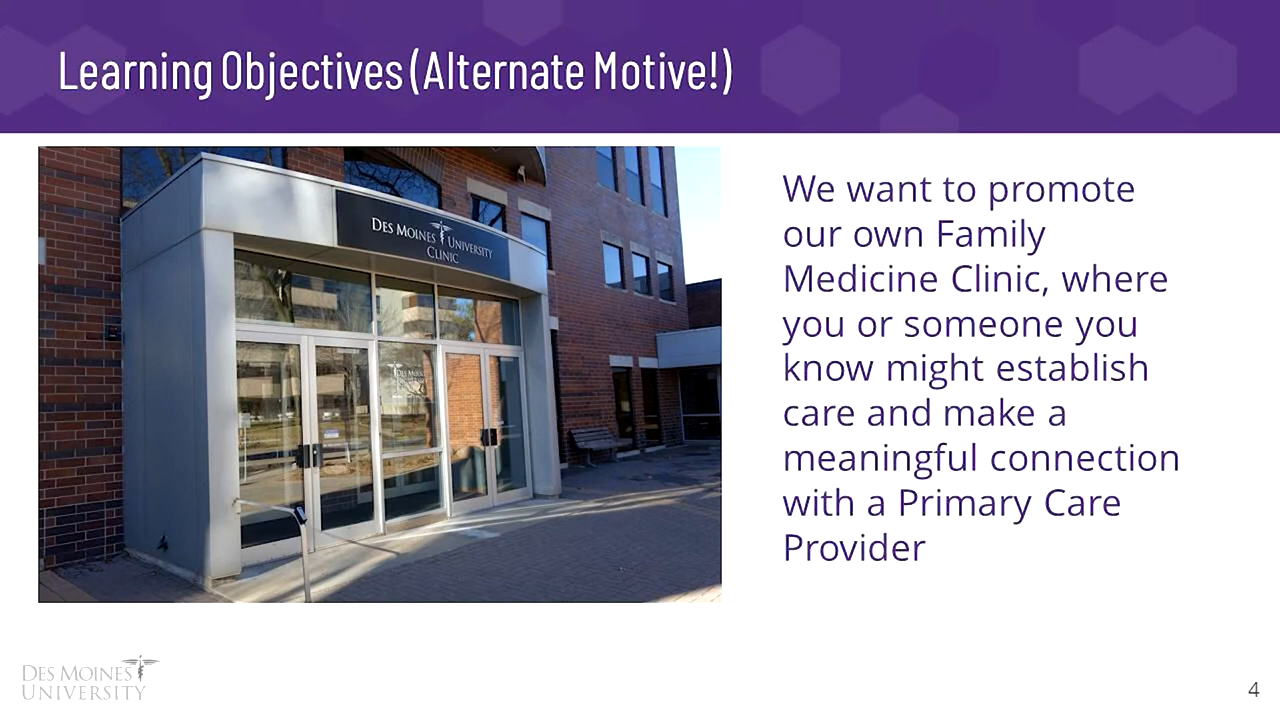 Learning Objectives (Alternate Motive!)
DES MOINES UNIVERSITY
CLINIC
We want to promote
our own Family
Medicine Clinic, where
you or someone you
know might establish
care and make a
meaningful connection
with a Primary Care
Provider
DES MOINES
UNIVERSITY
4